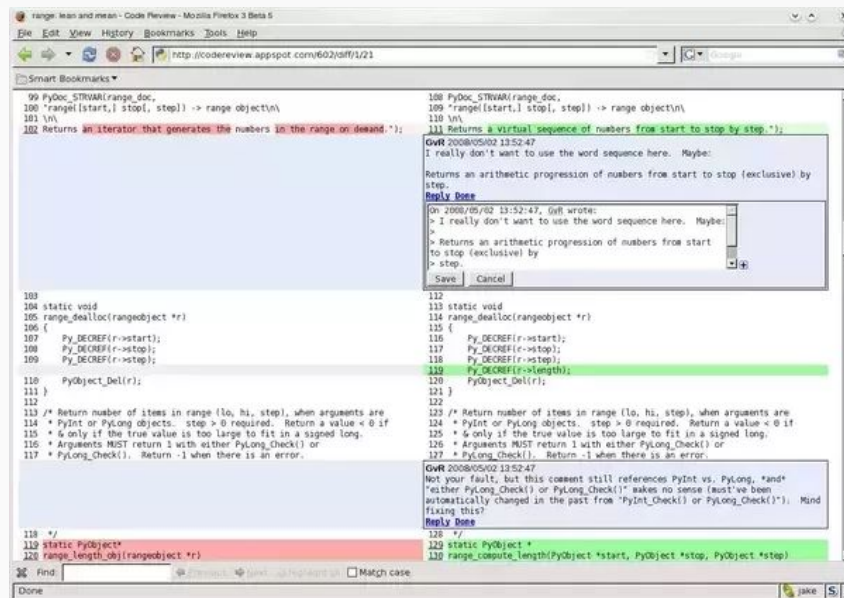 range: lean and mean - Code Review - Mozilla Firefox 3 Beta 5
File Edit View History Bookmarks Tools Help
http://codereview.appspot.com/602/diff/1/21
Google
Smart Bookmarks
99 PyDoc_STRVAR(range_doc,
100 "range([start,] stop[, step]) -> range object\n\
101 \n\
102 Returns an iterator that generates the numbers in the range on demand.");
103
104 static void
105 range_dealloc(rangeobject *r)
106 {
107 Py_DECREF(r->start);
108 Py_DECREF(r->stop);
109 Py_DECREF(r->step);
110 PyObject_Del(r);
111 }
112
113 /* Return number of items in range (lo, hi, step), when arguments are
114 * PyInt or PyLong objects. step > 0 required. Return a value < 0 if
115 * & only if the true value is too large to fit in a signed long.
116 * Arguments MUST return 1 with either PyLong_Check() or
117 * PyLong_Check(). Return -1 when there is an error.
118 */
119 static PyObject*
120 range_length_obj(rangeobject *r)
108 PyDoc_STRVAR(range_doc,
109 "range([start,] stop[, step]) -> range object\n\
110 \n\
111 Returns a virtual sequence of numbers from start to stop by step.");
GvR 2008/05/02 13:52:47
I really don't want to use the word sequence here. Maybe:
Returns an arithmetic progression of numbers from start to stop (exclusive) by
step.
Reply Done
On 2008/05/02 13:52:47, GvR wrote:
> I really don't want to use the word sequence here. Maybe:
>
> Returns an arithmetic progression of numbers from start
to stop (exclusive) by
> step.
Save Cancel
112
113 static void
114 range_dealloc(rangeobject *r)
115 {
116 Py_DECREF(r->start);
117 Py_DECREF(r->stop);
118 Py_DECREF(r->step);
119 Py_DECREF(r->length);
120 PyObject_Del(r);
121 }
122
123 /* Return number of items in range (lo, hi, step), when arguments are
124 * PyInt or PyLong objects. step > 0 required. Return a value < 0 if
125 * & only if the true value is too large to fit in a signed long.
126 * Arguments MUST return 1 with either PyLong_Check() or
127 * PyLong_Check(). Return -1 when there is an error.
GvR 2008/05/02 13:52:47
Not your fault, but this comment still references PyInt vs. PyLong, *and*
"either PyLong_Check() or PyLong_Check()" makes no sense (must've been
automatically changed in the past from "PyInt_Check() or PyLong_Check()"). Mind
fixing this?
Reply Done
128 */
129 static PyObject *
130 range_compute_length(PyObject *start, PyObject *stop, PyObject *step)
Find: Previous Next Highlight all Match case
Done
jake